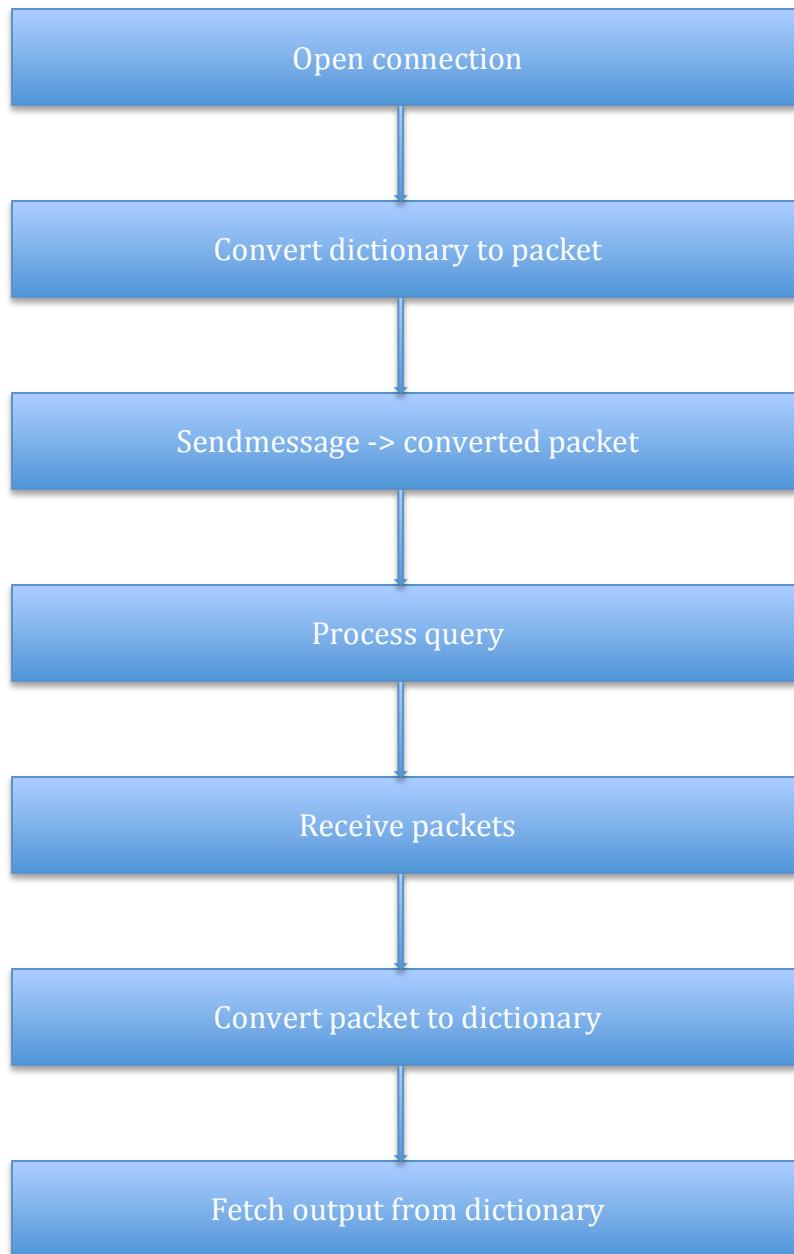 Open connection
Convert dictionary to packet
Sendmessage -> converted packet
Process query
Receive packets
Convert packet to dictionary
Fetch output from dictionary